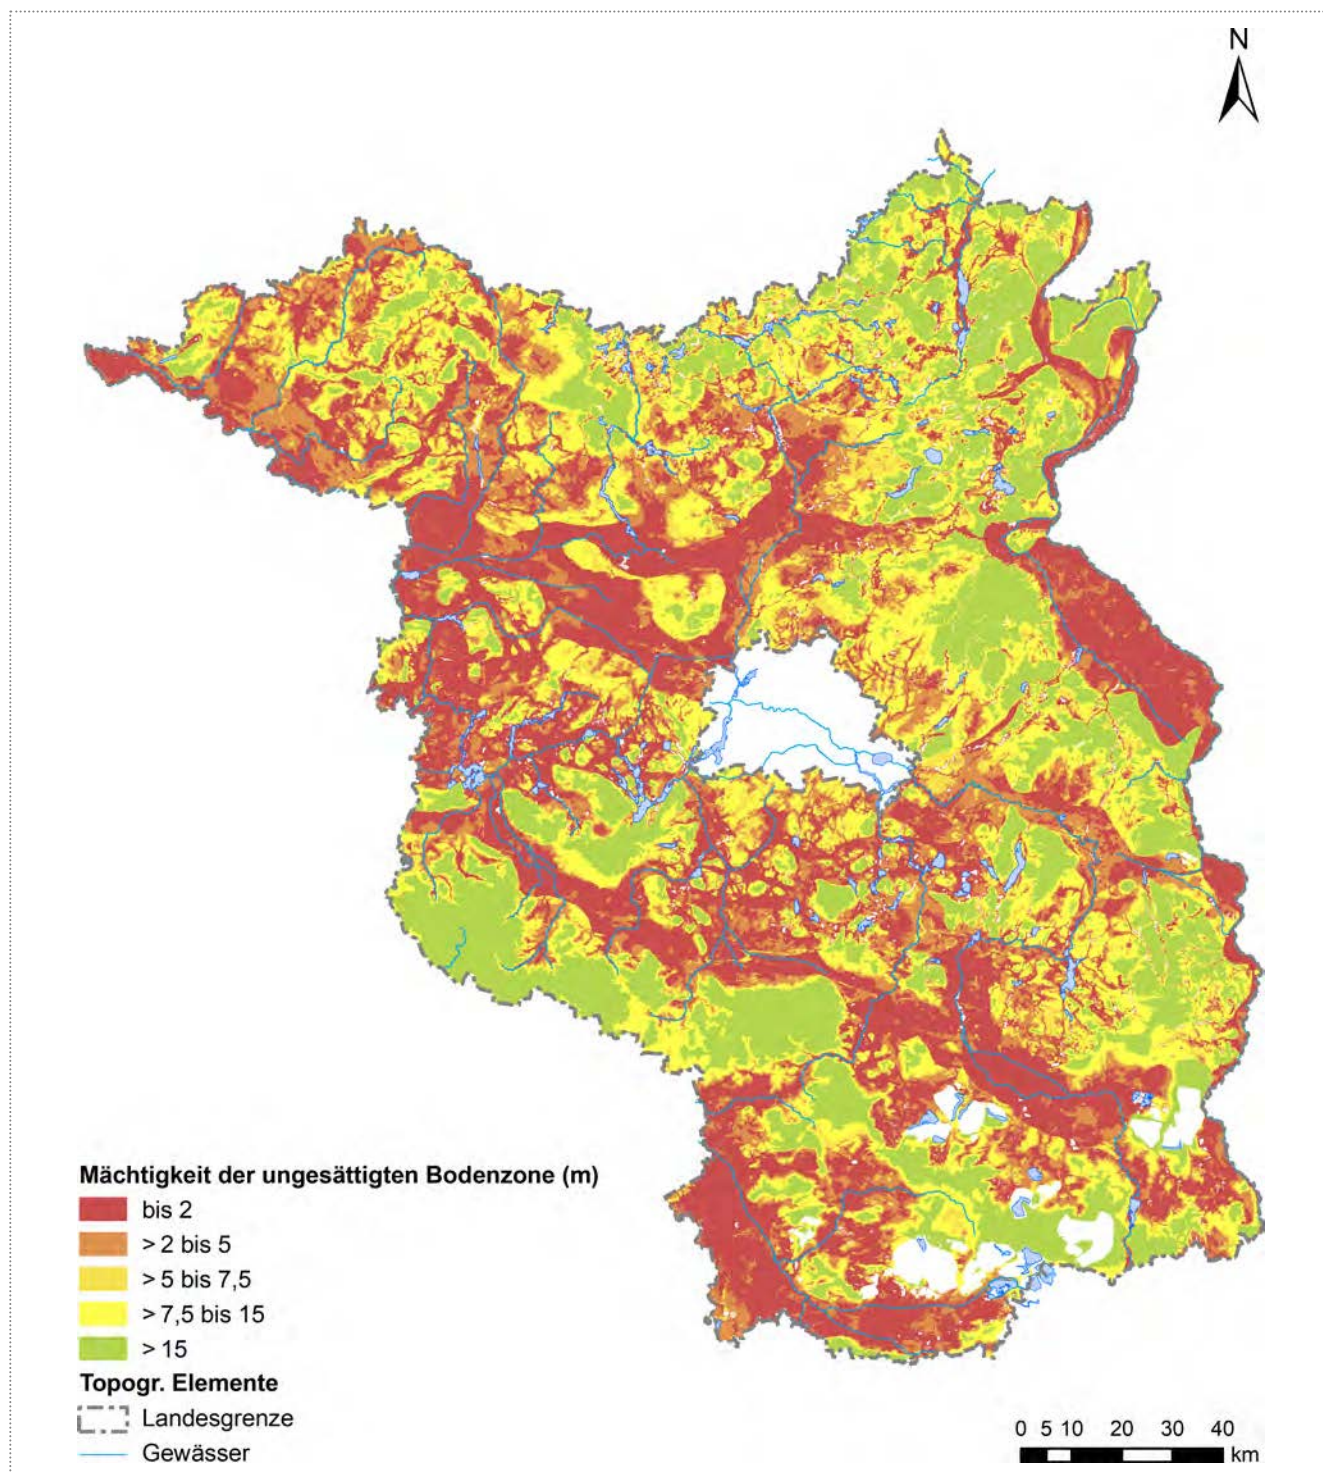 N
Mächtigkeit der ungesättigten Bodenzone (m)
bis 2
> 2 bis 5
> 5 bis 7,5
> 7,5 bis 15
> 15
Topogr. Elemente
Landesgrenze
Gewässer
0 5 10 20 30 40
km